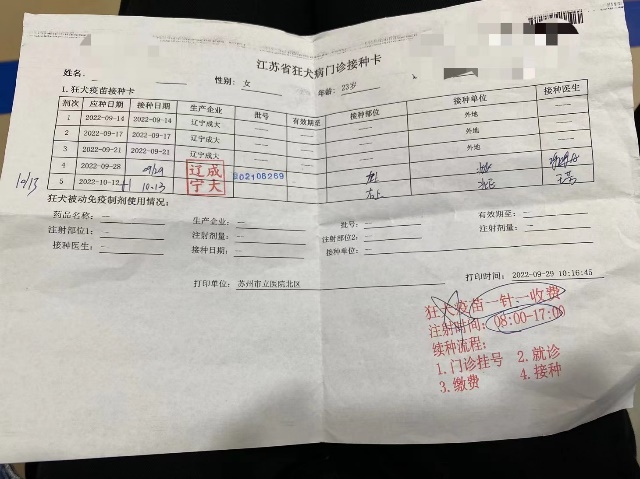 江苏省狂犬病门诊接种卡
姓名: 性别: 女 年龄: 23岁
1.狂犬疫苗接种卡
剂次 应种日期 接种日期 生产企业 批号 有效期至 接种部位 接种单位 接种医生
1 2022-09-14 2022-09-14 辽宁成大 — — — 外地 —
2 2022-09-17 2022-09-17 辽宁成大 — — — 外地 —
3 2022-09-21 2022-09-21 辽宁成大 — — — 外地 —
4 2022-09-28 9/29 辽成
10/13 5 2022-10-12 10.13 宁大 202108269
狂犬被动免疫制剂使用情况:
药品名称: — 生产企业: — 批号: — 有效期至: —
注射部位1: — 注射剂量: — 注射部位2: — 注射剂量: —
接种医生: — 接种日期: — 接种单位: —
打印单位: 苏州市立医院北区 打印时间: 2022-09-29 10:16:45
狂犬疫苗一针一收费
注射时间: 08:00-17:00
续种流程:
1.门诊挂号 2.就诊
3.缴费 4.接种